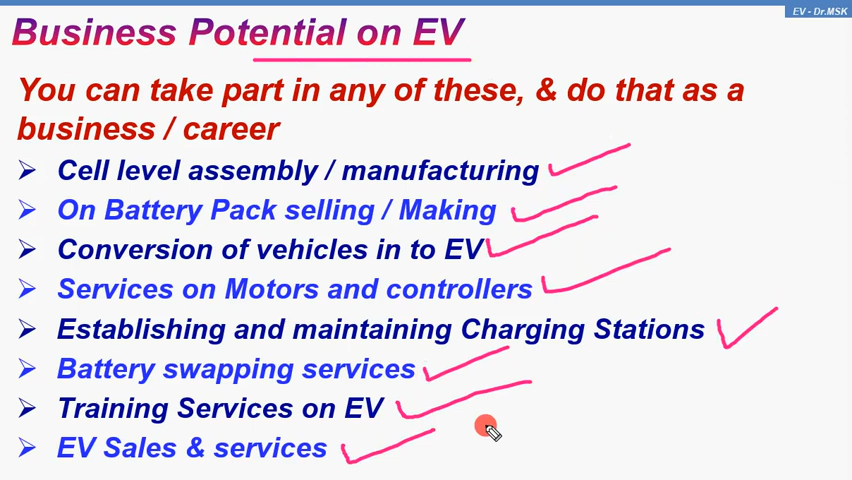 EV - Dr.MSK
Business Potential on EV
You can take part in any of these, & do that as a
business / career
Cell level assembly / manufacturing
On Battery Pack selling / Making
Conversion of vehicles in to EV
Services on Motors and controllers
Establishing and maintaining Charging Stations
Battery swapping services
Training Services on EV
EV Sales & services